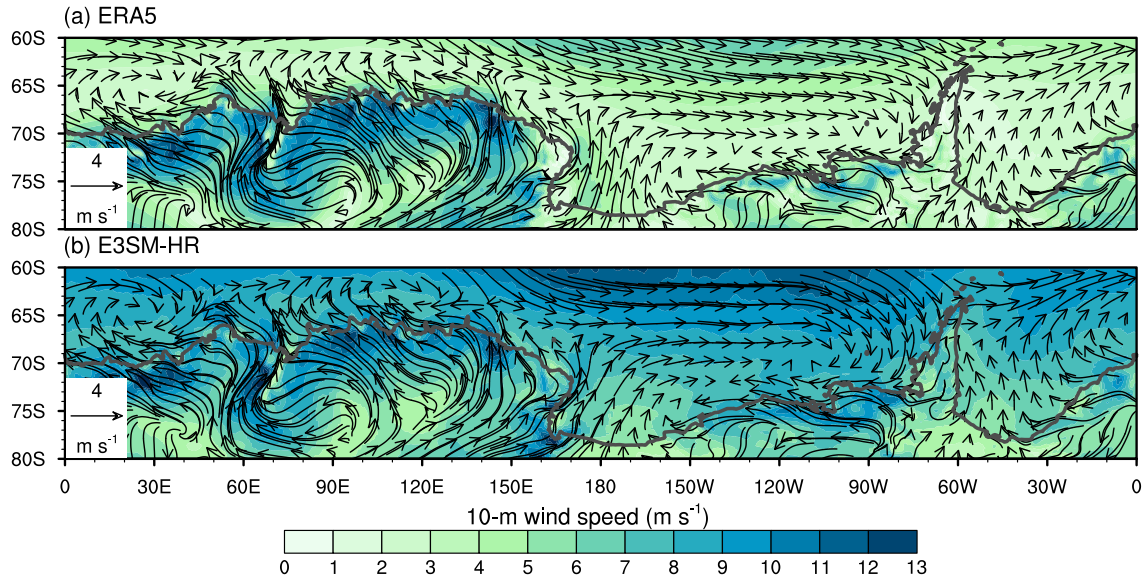 (a) ERA5
60S
65S
70S
75S
80S
4
m s⁻¹
(b) E3SM-HR
60S
65S
70S
75S
80S
4
m s⁻¹
0 30E 60E 90E 120E 150E 180 150W 120W 90W 60W 30W 0
10-m wind speed (m s⁻¹)
0 1 2 3 4 5 6 7 8 9 10 11 12 13